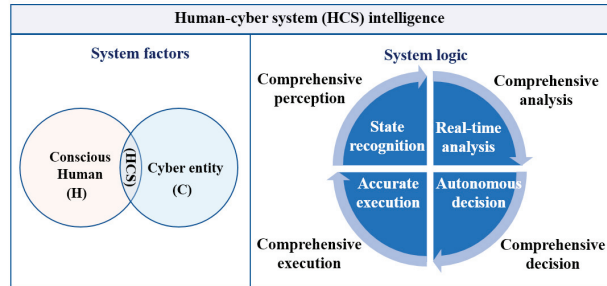 Human-cyber system (HCS) intelligence
System factors
Conscious
Human
(H)
(HCS)
Cyber entity
(C)
System logic
Comprehensive
perception
Comprehensive
analysis
State
recognition
Real-time
analysis
Accurate
execution
Autonomous
decision
Comprehensive
execution
Comprehensive
decision